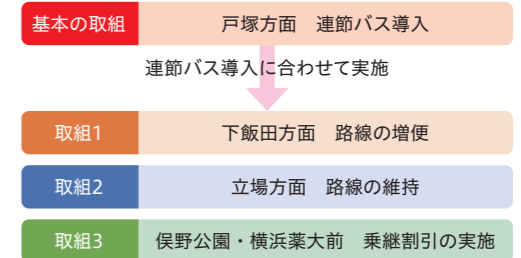 基本の取組 戸塚方面 連節バス導入
連節バス導入に合わせて実施
取組1 下飯田方面 路線の増便
取組2 立場方面 路線の維持
取組3 俣野公園・横浜薬大前 乗継割引の実施